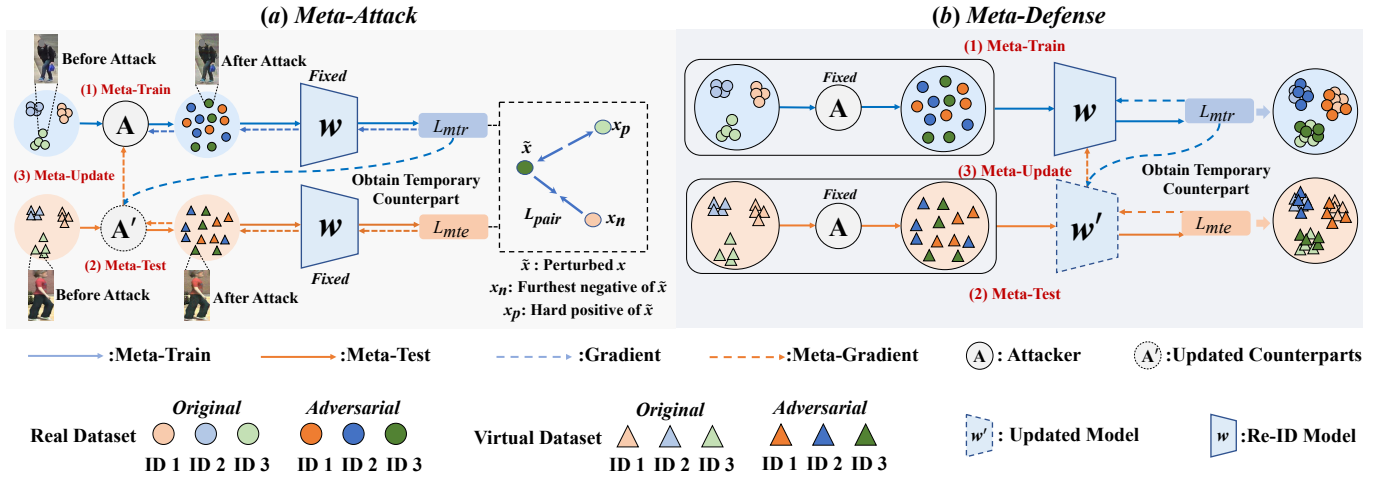 (a) Meta-Attack
Before Attack
After Attack
(1) Meta-Train
Fixed
A
w
L_mtr
(3) Meta-Update
Obtain Temporary
Counterpart
A'
w
L_mte
(2) Meta-Test
Fixed
Before Attack
After Attack
x_p
x̃
L_pair
x_n
x̃ : Perturbed x
x_n: Furthest negative of x̃
x_p: Hard positive of x̃
(b) Meta-Defense
(1) Meta-Train
Fixed
A
w
L_mtr
(3) Meta-Update
Obtain Temporary
Counterpart
Fixed
A
w'
L_mte
(2) Meta-Test
:Meta-Train
:Meta-Test
:Gradient
:Meta-Gradient
A : Attacker
A' :Updated Counterparts
Original
Adversarial
Real Dataset
ID 1 ID 2 ID 3
ID 1 ID 2 ID 3
Original
Adversarial
Virtual Dataset
ID 1 ID 2 ID 3
ID 1 ID 2 ID 3
w' : Updated Model
w :Re-ID Model